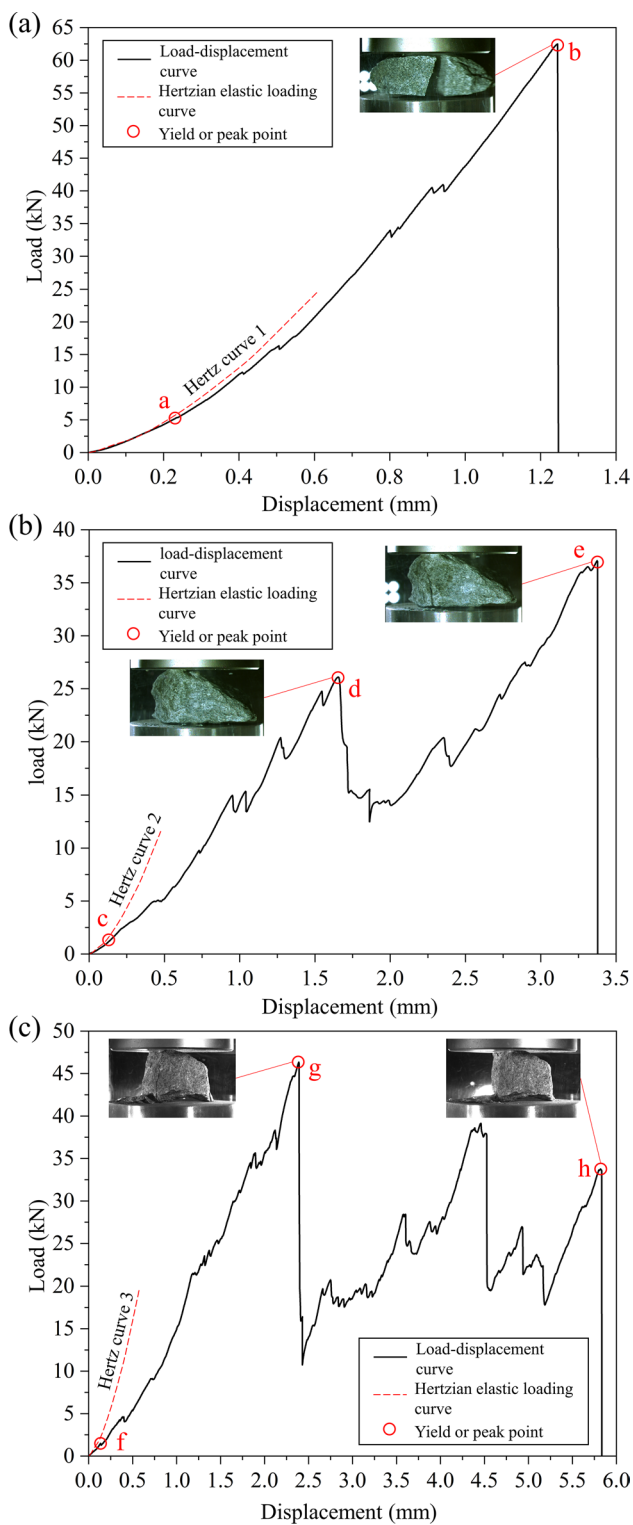 (a)
65
60
55
50
45
40
35
30
25
20
15
10
5
0
Load (kN)
Load-displacement
curve
Hertzian elastic loading
curve
Yield or peak point
b
a
Hertz curve 1
0.0 0.2 0.4 0.6 0.8 1.0 1.2 1.4
Displacement (mm)
(b)
40
35
30
25
20
15
10
5
0
load (kN)
load-displacement
curve
Hertzian elastic loading
curve
Yield or peak point
e
d
c
Hertz curve 2
0.0 0.5 1.0 1.5 2.0 2.5 3.0 3.5
Displacement (mm)
(c)
50
45
40
35
30
25
20
15
10
5
0
Load (kN)
g
h
Hertz curve 3
f
Load-displacement
curve
Hertzian elastic loading
curve
Yield or peak point
0.0 0.5 1.0 1.5 2.0 2.5 3.0 3.5 4.0 4.5 5.0 5.5 6.0
Displacement (mm)